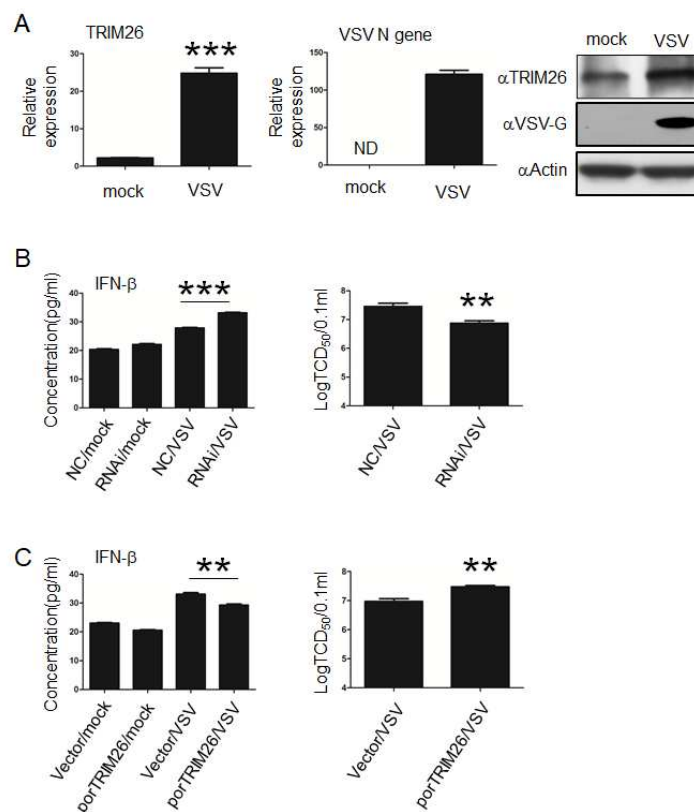 A
TRIM26
***
Relative
expression
30
20
10
0
mock
VSV
VSV N gene
Relative
expression
150
100
50
0
ND
mock
VSV
mock
VSV
αTRIM26
αVSV-G
αActin
B
IFN-β
***
Concentration(pg/ml)
40
30
20
10
0
NC/mock
RNAi/mock
NC/VSV
RNAi/VSV
**
LogTCD₅₀/0.1ml
8
7
6
5
4
NC/VSV
RNAi/VSV
C
IFN-β
**
Concentration(pg/ml)
40
30
20
10
0
Vector/mock
porTRIM26/mock
Vector/VSV
porTRIM26/VSV
**
LogTCD₅₀/0.1ml
8
7
6
5
4
Vector/VSV
porTRIM26/VSV